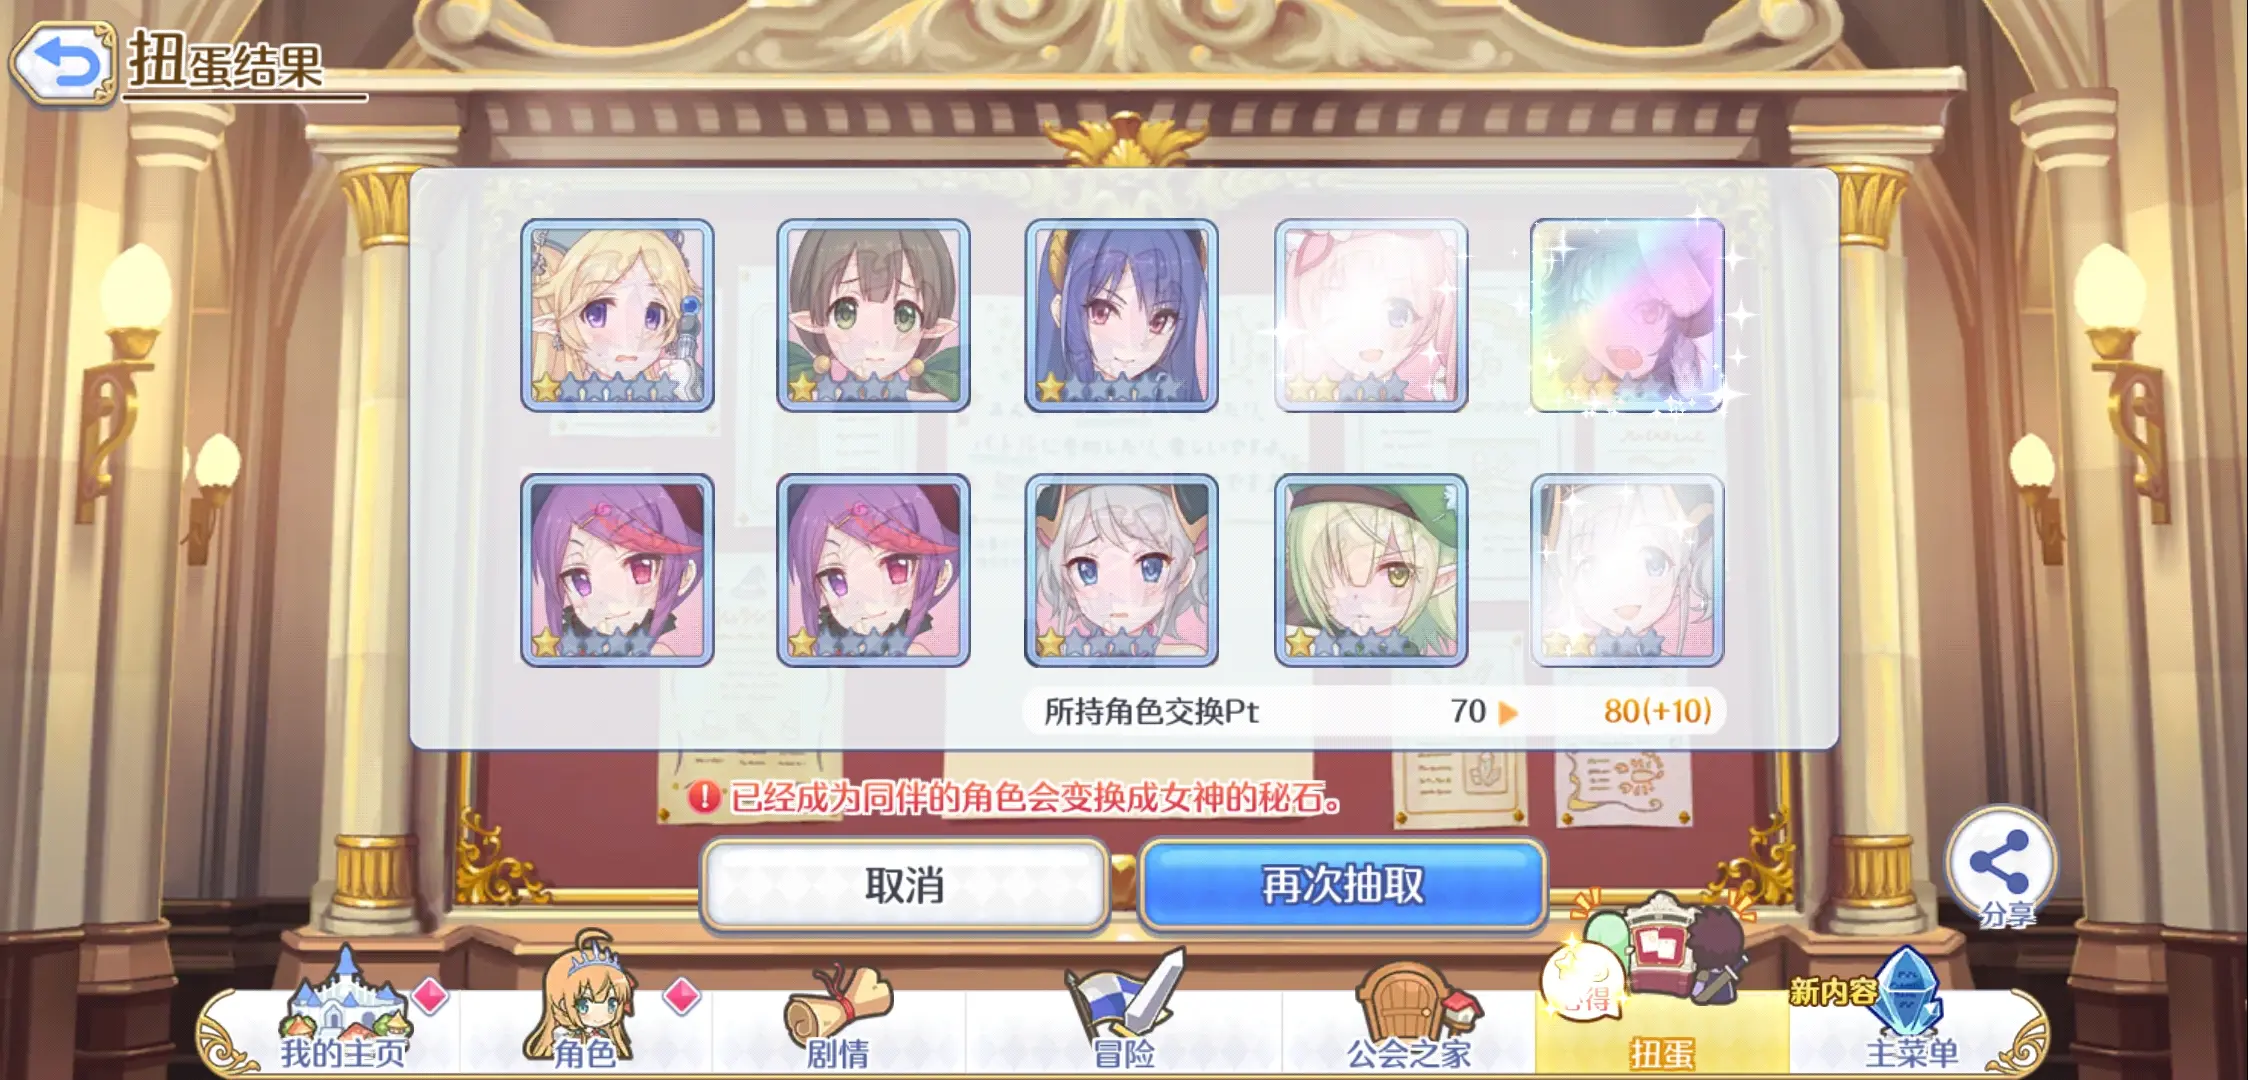 扭蛋结果
所持角色交换Pt 70 80(+10)
已经成为同伴的角色会变换成女神的秘石。
取消
再次抽取
分享
我的主页
角色
剧情
冒险
公会之家
扭蛋
新内容
主菜单